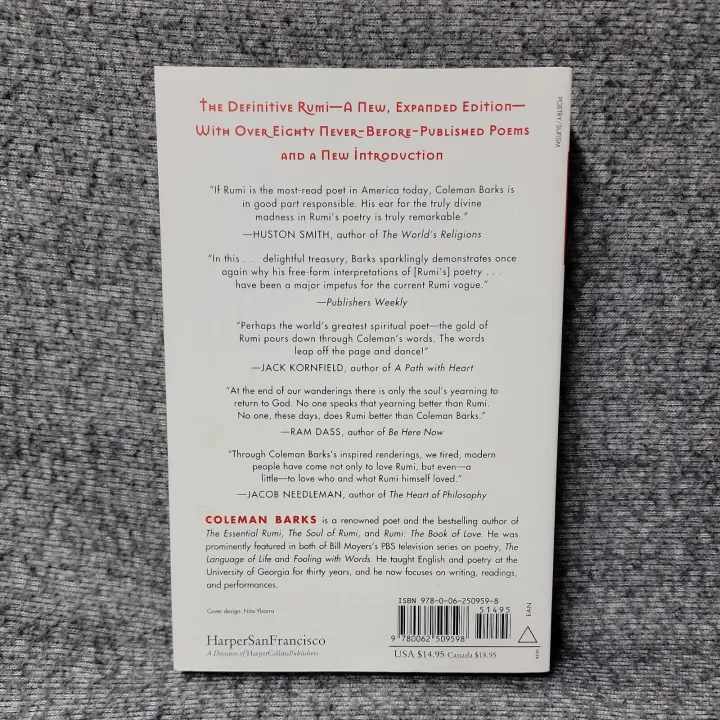 The Definitive Rumi—A New, Expanded Edition—
With Over Eighty Never-Before-Published Poems
and a New Introduction
"If Rumi is the most-read poet in America today, Coleman Barks is
in good part responsible. His ear for the truly divine
madness in Rumi's poetry is truly remarkable."
—HUSTON SMITH, author of The World's Religions
"In this . . . delightful treasury, Barks sparklingly demonstrates once
again why his free-form interpretations of [Rumi's] poetry . . .
have been a major impetus for the current Rumi vogue."
—Publishers Weekly
"Perhaps the world's greatest spiritual poet—the gold of
Rumi pours down through Coleman's words. The words
leap off the page and dance!"
—JACK KORNFIELD, author of A Path with Heart
"At the end of our wanderings there is only the soul's yearning to
return to God. No one speaks that yearning better than Rumi.
No one, these days, does Rumi better than Coleman Barks."
—RAM DASS, author of Be Here Now
"Through Coleman Barks's inspired renderings, we tired, modern
people have come not only to love Rumi, but even—a
little—to love who and what Rumi himself loved."
—JACOB NEEDLEMAN, author of The Heart of Philosophy
COLEMAN BARKS is a renowned poet and the bestselling author of
The Essential Rumi, The Soul of Rumi, and Rumi: The Book of Love. He was
prominently featured in both of Bill Moyers's PBS television series on poetry, The
Language of Life and Fooling with Words. He taught English and poetry at the
University of Georgia for thirty years, and he now focuses on writing, readings,
and performances.
Cover design: Nita Ybarra
HarperSanFrancisco
A Division of HarperCollinsPublishers
ISBN 978-0-06-250959-8
51495
9 780062 509598
EAN
USA $14.95 Canada $18.95
POETRY/SUFISM